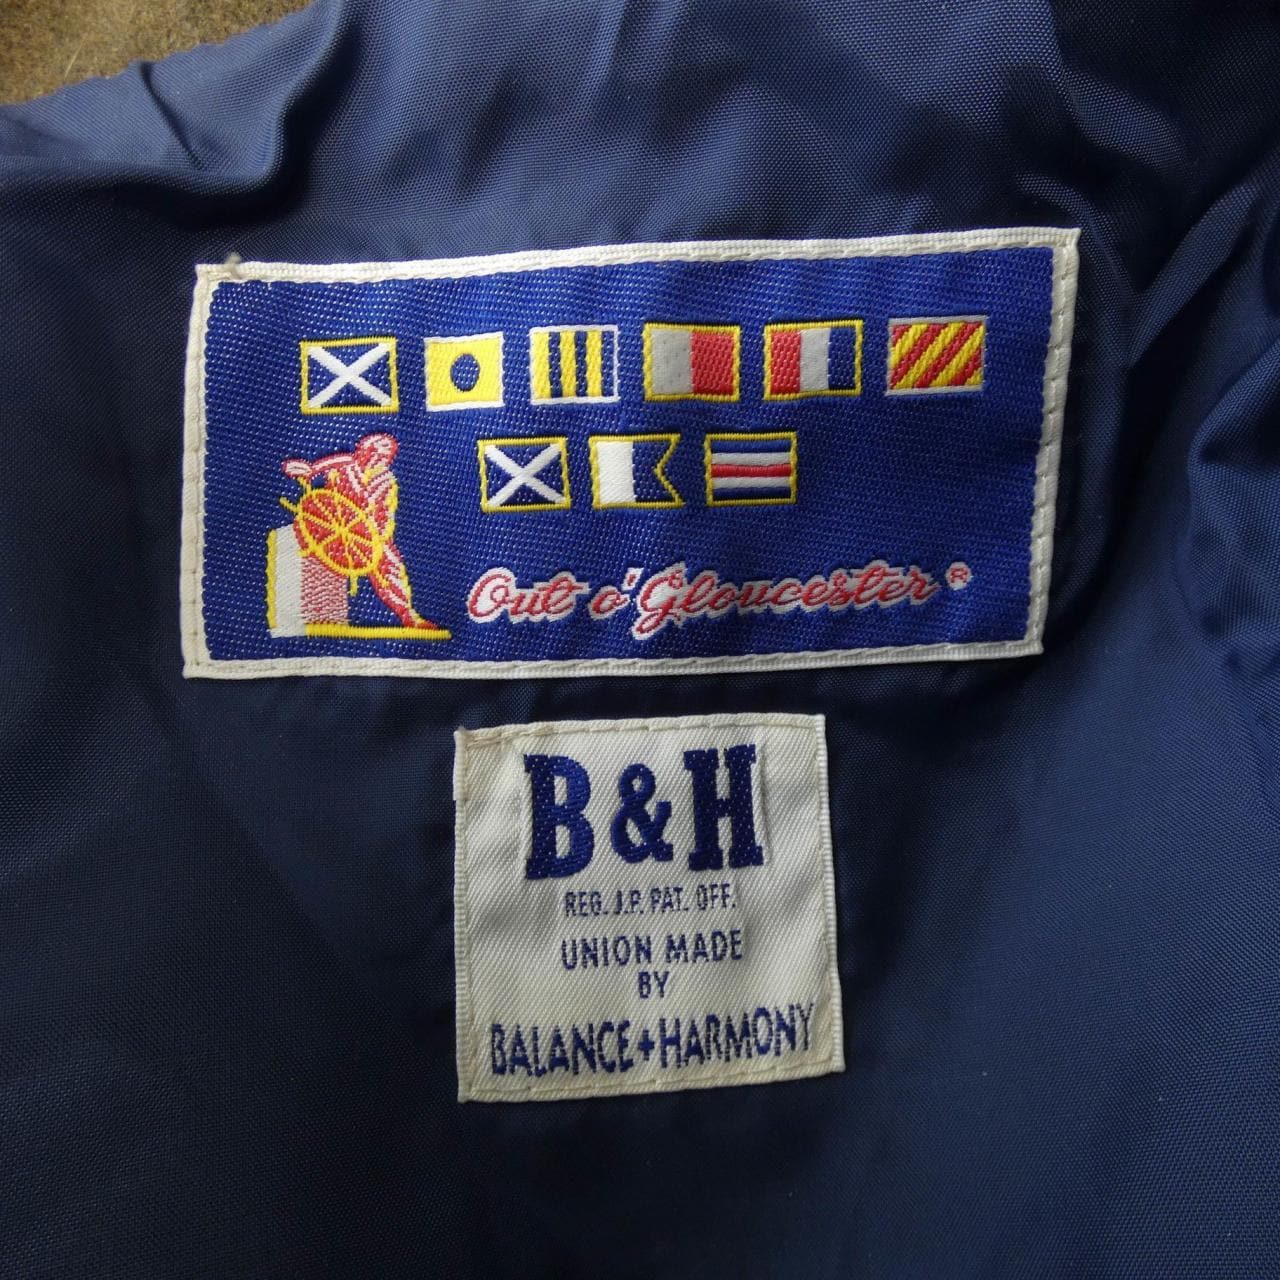 Out o' Gloucester ®
B & H
REG. J.P. PAT. OFF.
UNION MADE
BY
BALANCE+HARMONY